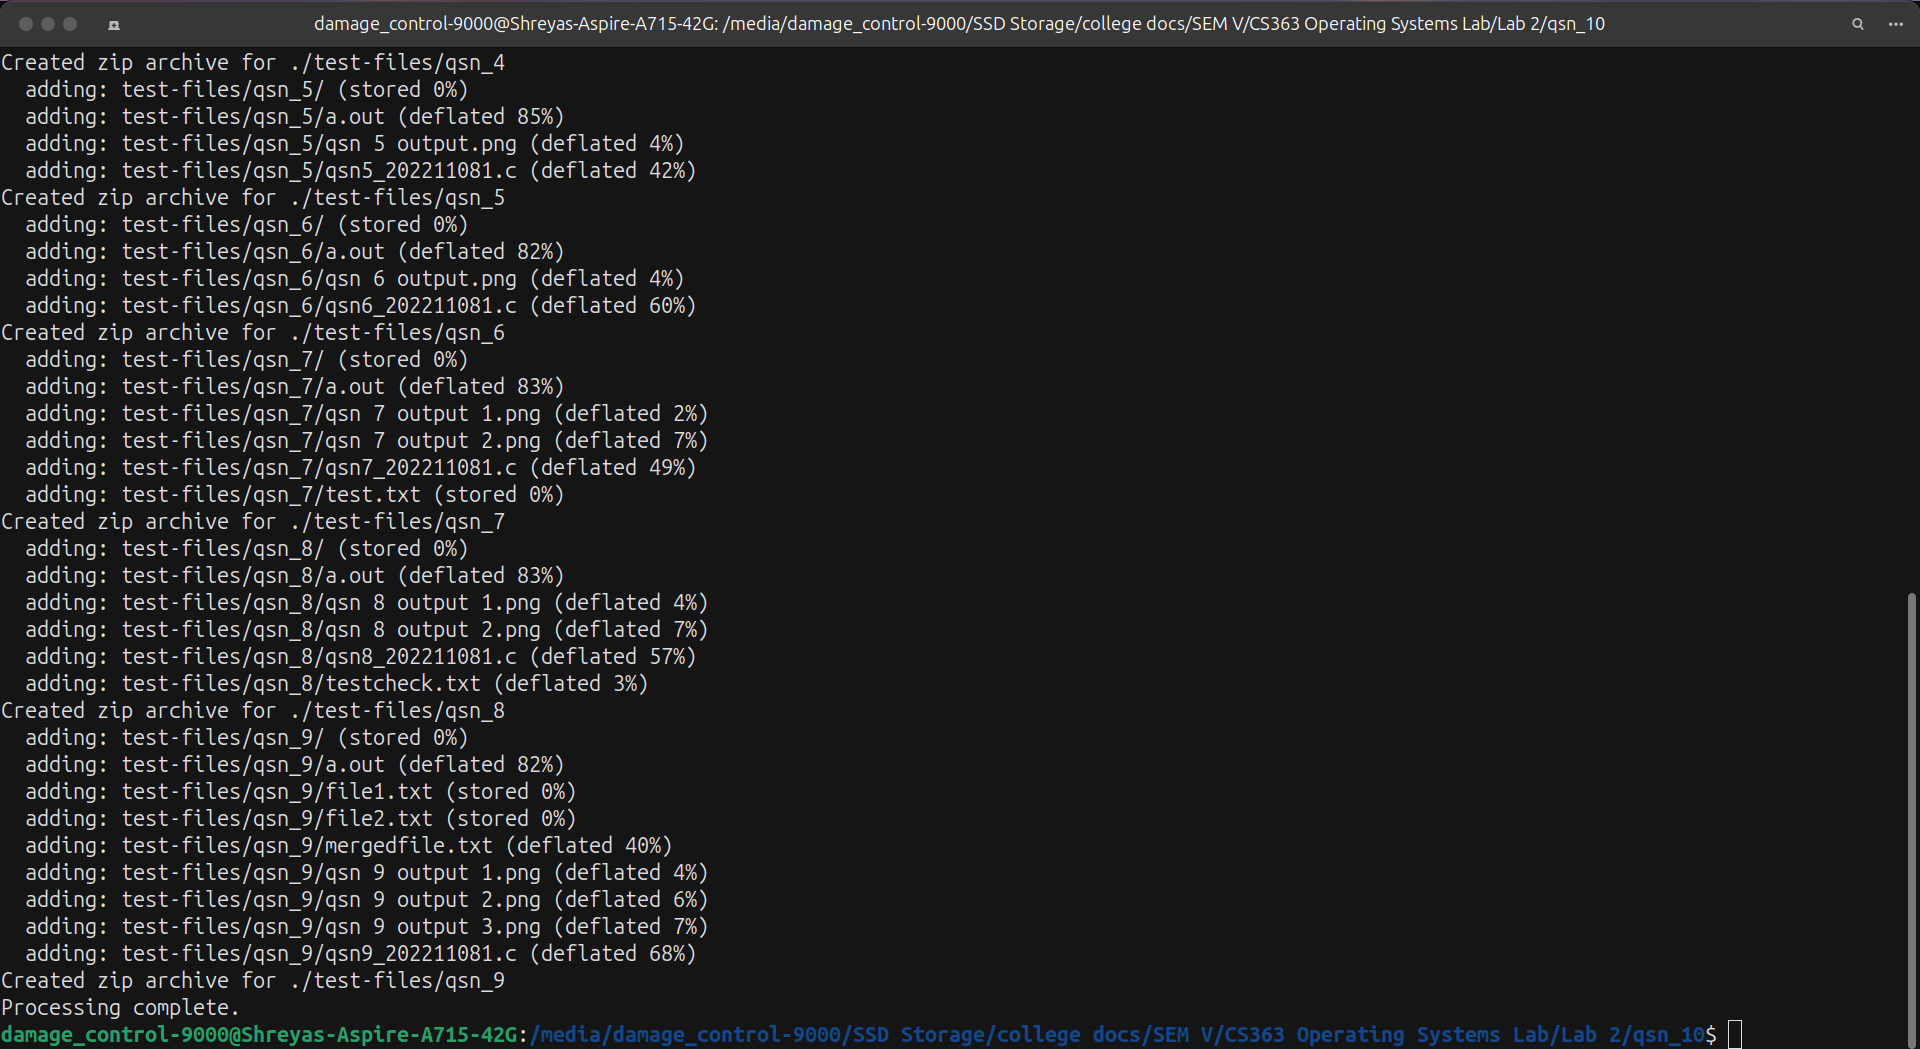 damage_control-9000@Shreyas-Aspire-A715-42G: /media/damage_control-9000/SSD Storage/college docs/SEM V/CS363 Operating Systems Lab/Lab 2/qsn_10
Created zip archive for ./test-files/qsn_4
  adding: test-files/qsn_5/ (stored 0%)
  adding: test-files/qsn_5/a.out (deflated 85%)
  adding: test-files/qsn_5/qsn 5 output.png (deflated 4%)
  adding: test-files/qsn_5/qsn5_202211081.c (deflated 42%)
Created zip archive for ./test-files/qsn_5
  adding: test-files/qsn_6/ (stored 0%)
  adding: test-files/qsn_6/a.out (deflated 82%)
  adding: test-files/qsn_6/qsn 6 output.png (deflated 4%)
  adding: test-files/qsn_6/qsn6_202211081.c (deflated 60%)
Created zip archive for ./test-files/qsn_6
  adding: test-files/qsn_7/ (stored 0%)
  adding: test-files/qsn_7/a.out (deflated 83%)
  adding: test-files/qsn_7/qsn 7 output 1.png (deflated 2%)
  adding: test-files/qsn_7/qsn 7 output 2.png (deflated 7%)
  adding: test-files/qsn_7/qsn7_202211081.c (deflated 49%)
  adding: test-files/qsn_7/test.txt (stored 0%)
Created zip archive for ./test-files/qsn_7
  adding: test-files/qsn_8/ (stored 0%)
  adding: test-files/qsn_8/a.out (deflated 83%)
  adding: test-files/qsn_8/qsn 8 output 1.png (deflated 4%)
  adding: test-files/qsn_8/qsn 8 output 2.png (deflated 7%)
  adding: test-files/qsn_8/qsn8_202211081.c (deflated 57%)
  adding: test-files/qsn_8/testcheck.txt (deflated 3%)
Created zip archive for ./test-files/qsn_8
  adding: test-files/qsn_9/ (stored 0%)
  adding: test-files/qsn_9/a.out (deflated 82%)
  adding: test-files/qsn_9/file1.txt (stored 0%)
  adding: test-files/qsn_9/file2.txt (stored 0%)
  adding: test-files/qsn_9/mergedfile.txt (deflated 40%)
  adding: test-files/qsn_9/qsn 9 output 1.png (deflated 4%)
  adding: test-files/qsn_9/qsn 9 output 2.png (deflated 6%)
  adding: test-files/qsn_9/qsn 9 output 3.png (deflated 7%)
  adding: test-files/qsn_9/qsn9_202211081.c (deflated 68%)
Created zip archive for ./test-files/qsn_9
Processing complete.
damage_control-9000@Shreyas-Aspire-A715-42G:/media/damage_control-9000/SSD Storage/college docs/SEM V/CS363 Operating Systems Lab/Lab 2/qsn_10$